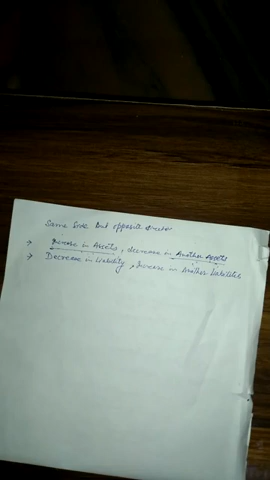 Same side but opposite direction
→ Increase in Assets, decrease in Another Assets
→ Decrease in Liability, Increase in Another Liabilities